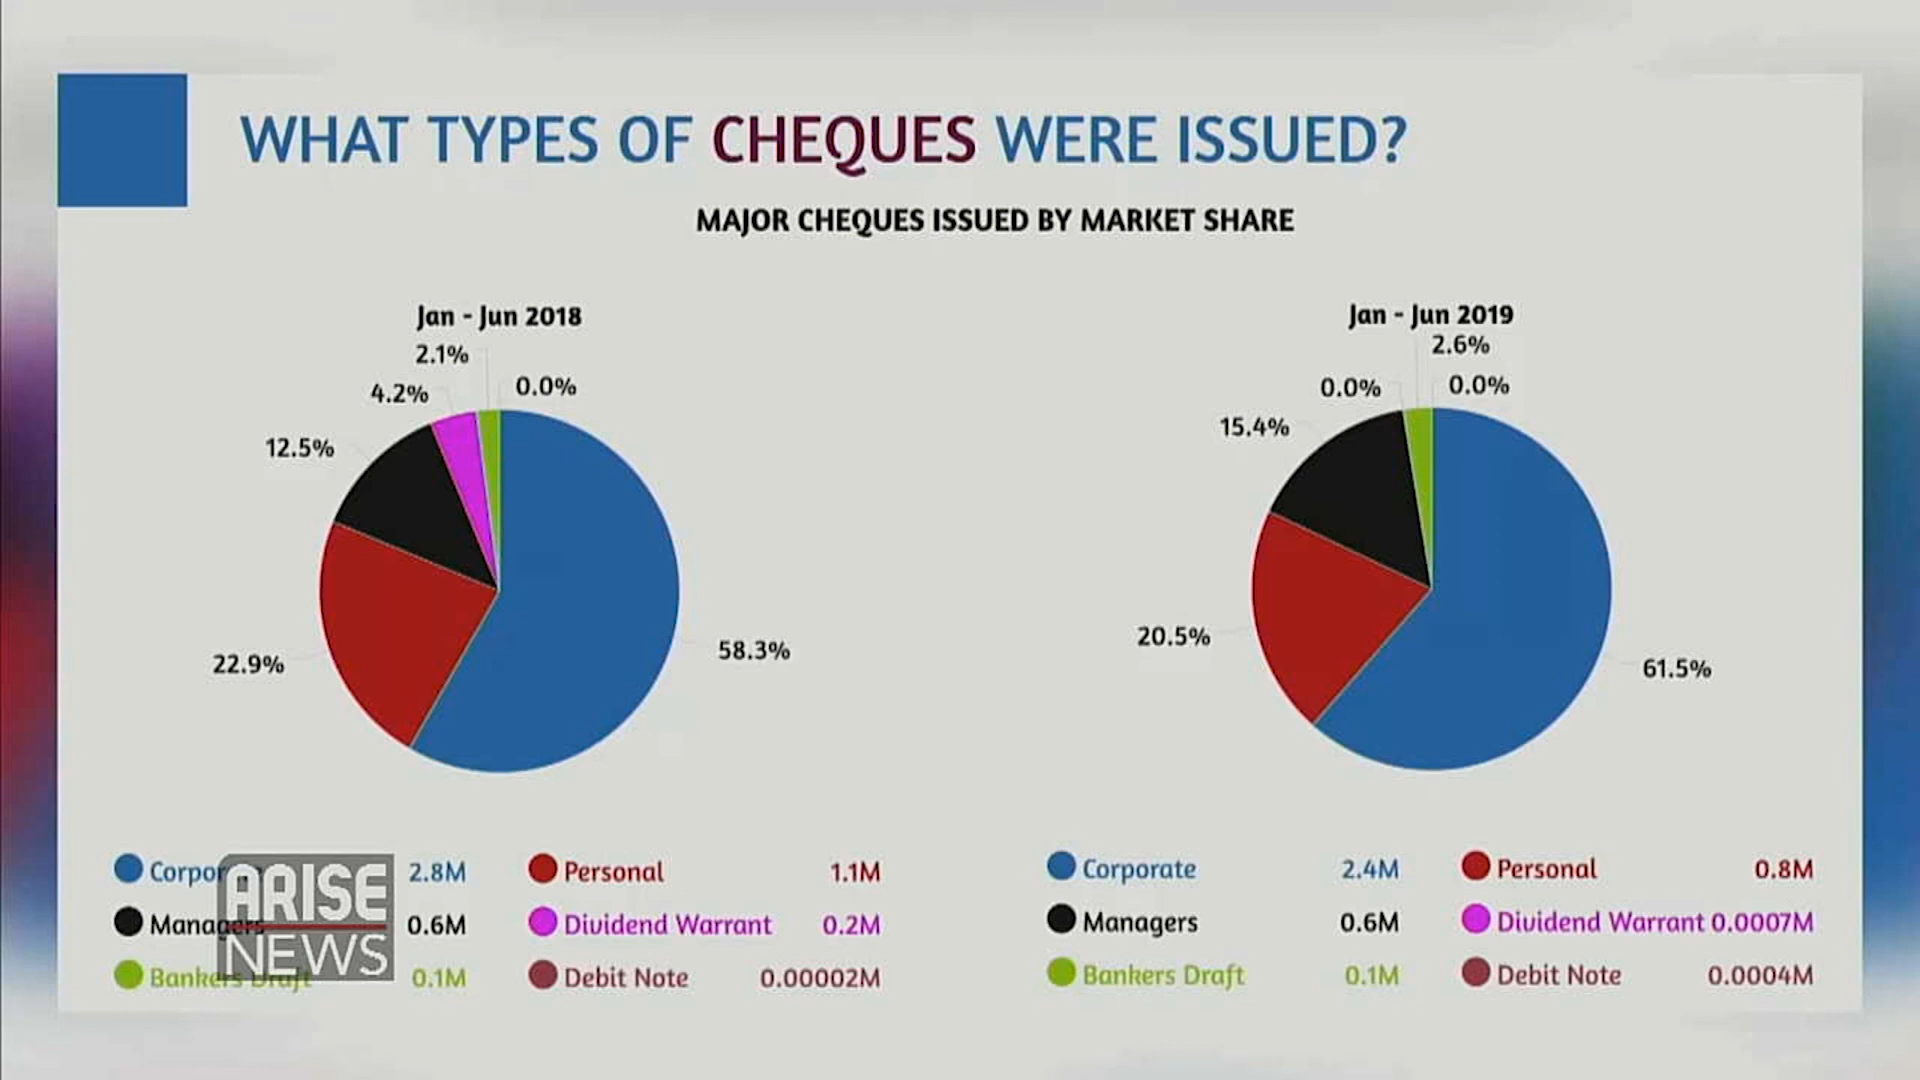 WHAT TYPES OF CHEQUES WERE ISSUED?
MAJOR CHEQUES ISSUED BY MARKET SHARE
Jan - Jun 2018
2.1%
4.2%
0.0%
12.5%
22.9%
58.3%
Jan - Jun 2019
2.6%
0.0%
0.0%
15.4%
20.5%
61.5%
2.8M
Personal 1.1M
Managers 0.6M
Dividend Warrant 0.2M
Bankers Draft 0.1M
Debit Note 0.00002M
ARISE
NEWS
Corporate 2.4M
Personal 0.8M
Managers 0.6M
Dividend Warrant 0.0007M
Bankers Draft 0.1M
Debit Note 0.0004M